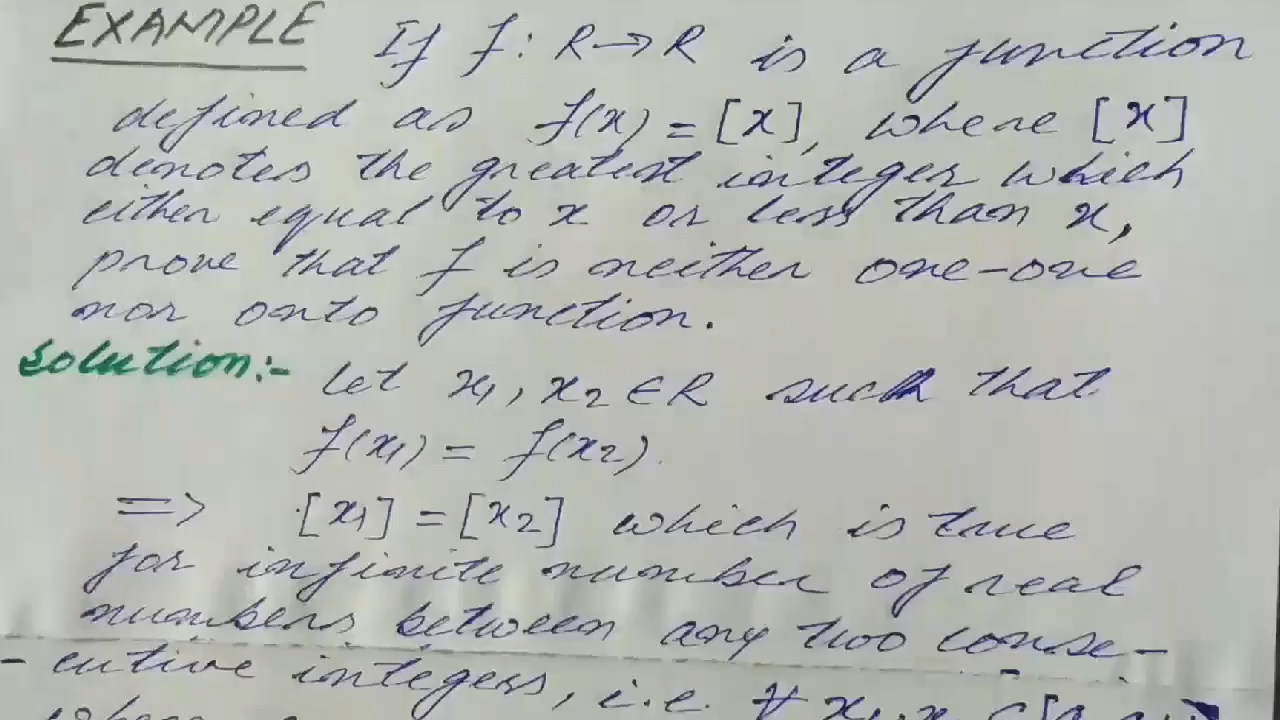 EXAMPLE If f : R→R is a function
defined as f(x) = [x], where [x]
denotes the greatest integer which
either equal to x or less than x,
prove that f is neither one-one
nor onto function.
Solution:- Let x1, x2 ∈ R such that
f(x1) = f(x2).
=> [x1] = [x2] which is true
for infinite number of real
numbers between any two conse-
- cutive integers, i.e. ∀ x1, x
where